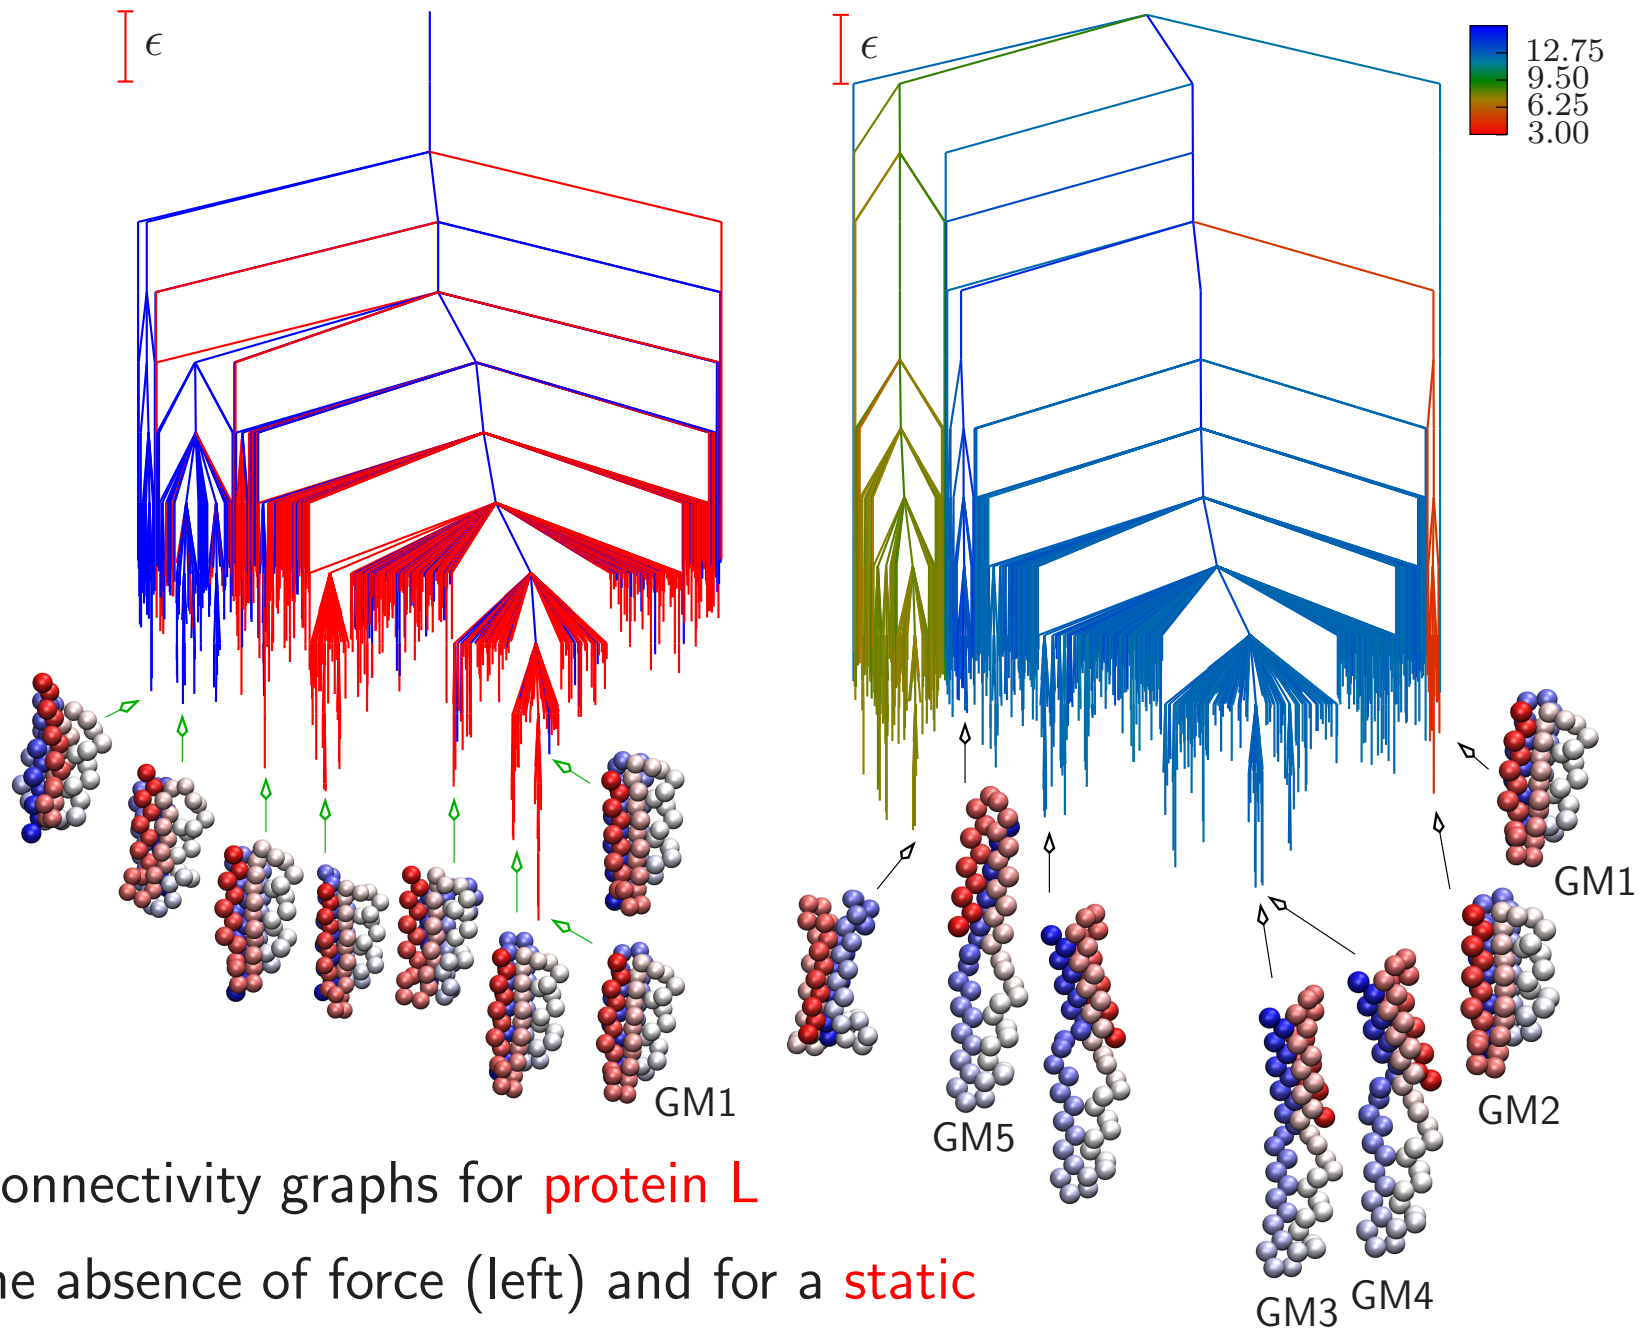 ϵ
ϵ
12.75
9.50
6.25
3.00
GM1
GM1
GM2
GM5
GM3
GM4
onnectivity graphs for protein L
absence of force (left) and for a static